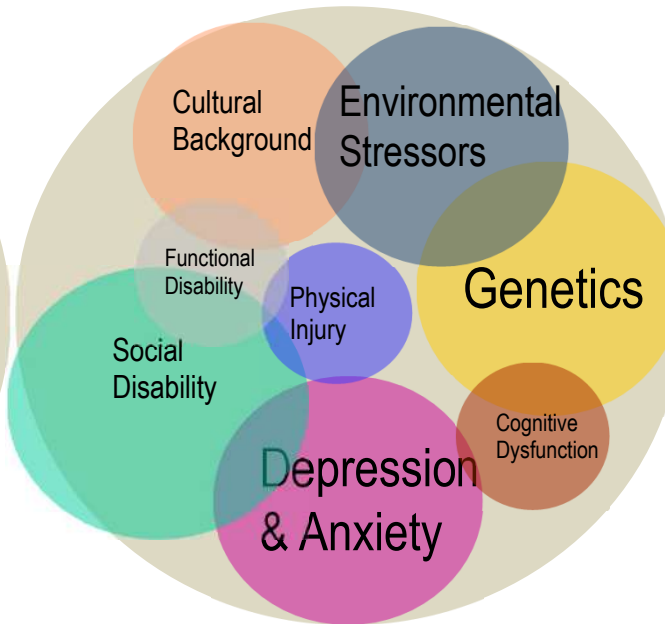 Cultural
Background
Environmental
Stressors
Functional
Disability
Physical
Injury
Genetics
Social
Disability
Cognitive
Dysfunction
Depression
& Anxiety